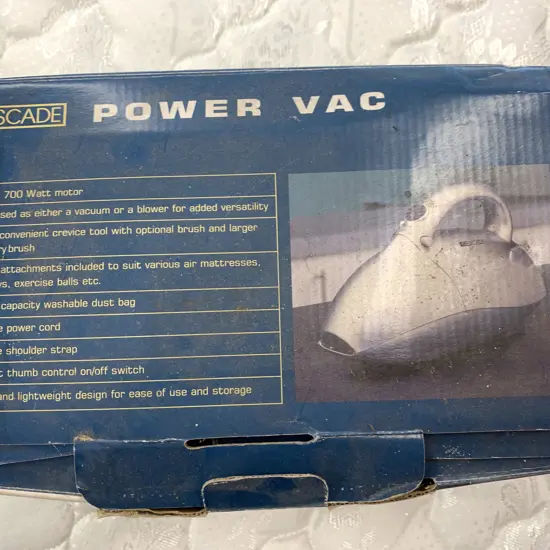 SCADE POWER VAC
700 Watt motor
sed as either a vacuum or a blower for added versatility
convenient crevice tool with optional brush and larger
ry brush
attachments included to suit various air mattresses,
s, exercise balls etc.
capacity washable dust bag
e power cord
e shoulder strap
t thumb control on/off switch
and lightweight design for ease of use and storage